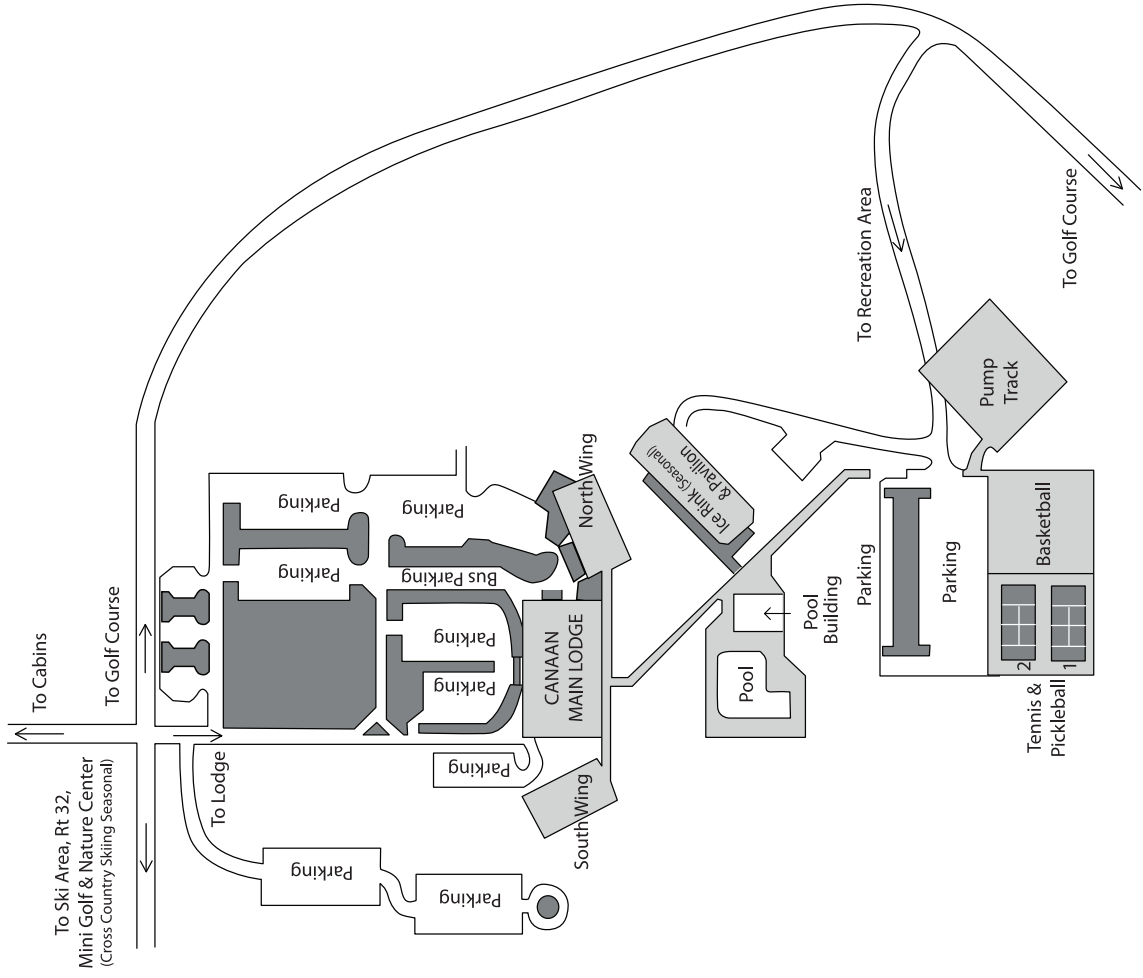 To Cabins
To Golf Course
To Ski Area, Rt 32,
Mini Golf & Nature Center
(Cross Country Skiing Seasonal)
To Lodge
Parking
Parking
Parking
Bus Parking
Parking
Parking
Parking
Parking
Parking
CANAAN
MAIN LODGE
North Wing
South Wing
Ice Rink (Seasonal)
& Pavilion
Pool
Pool
Building
Parking
Parking
To Recreation Area
To Golf Course
Pump
Track
Basketball
2
1
Tennis &
Pickleball